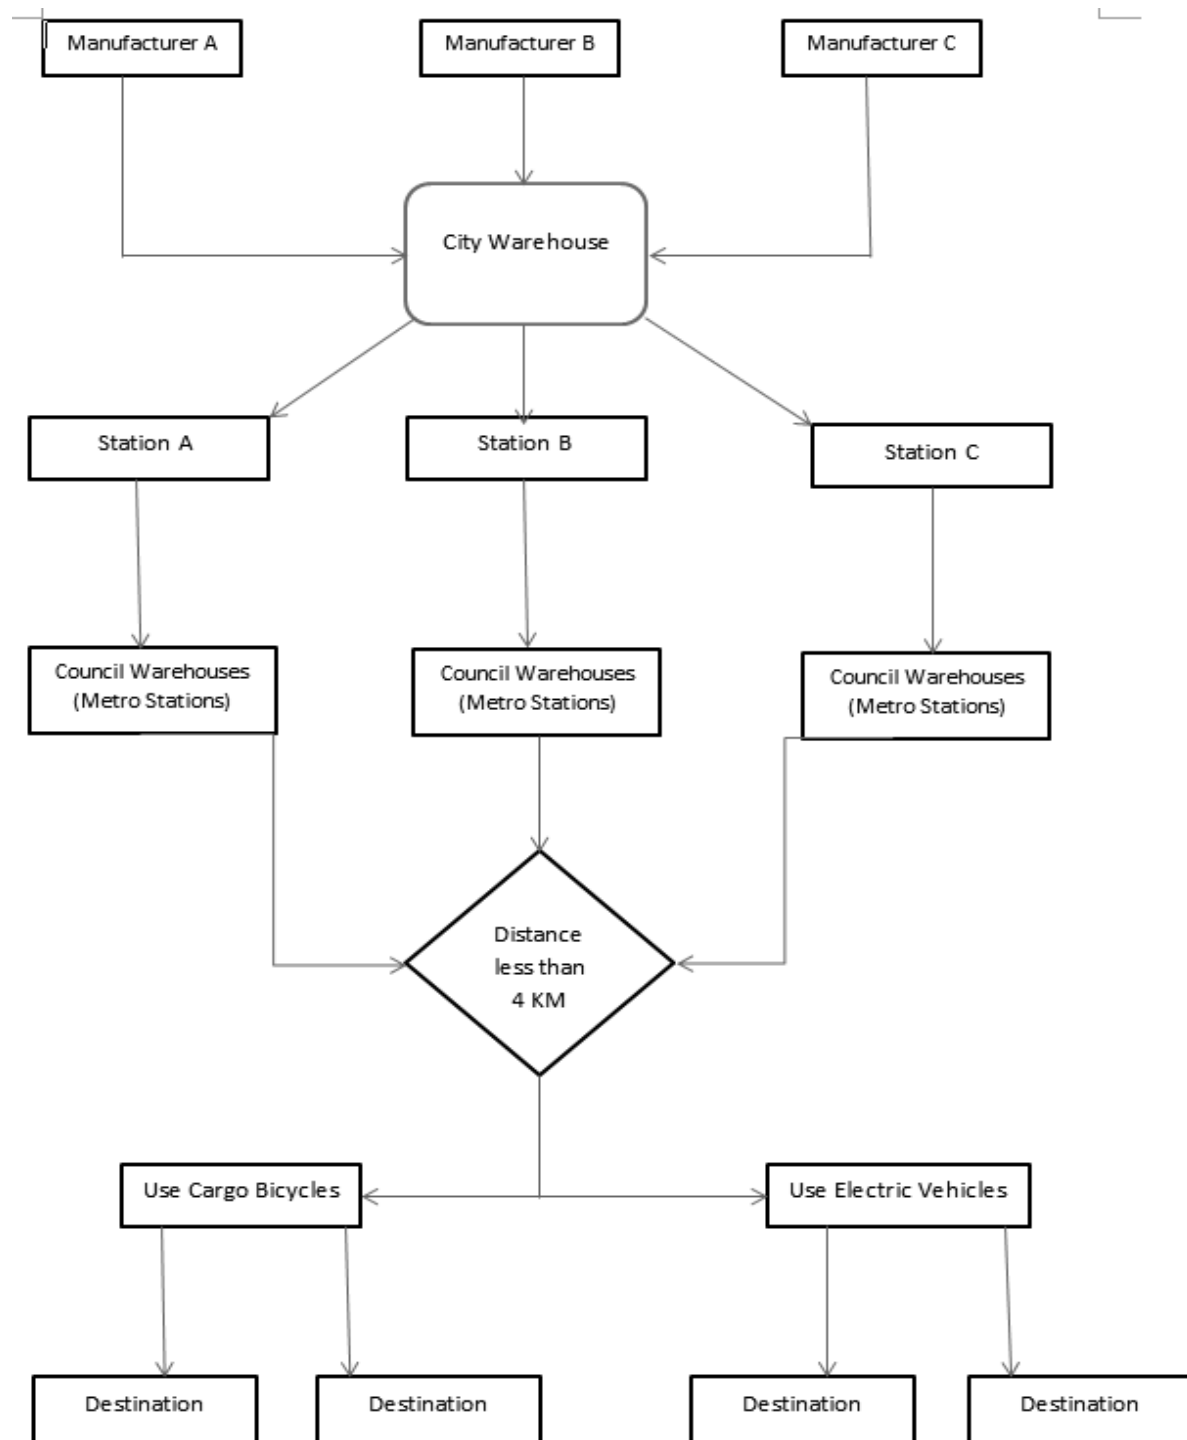 Manufacturer A
Manufacturer B
Manufacturer C
City Warehouse
Station A
Station B
Station C
Council Warehouses
(Metro Stations)
Council Warehouses
(Metro Stations)
Council Warehouses
(Metro Stations)
Distance
less than
4 KM
Use Cargo Bicycles
Use Electric Vehicles
Destination
Destination
Destination
Destination